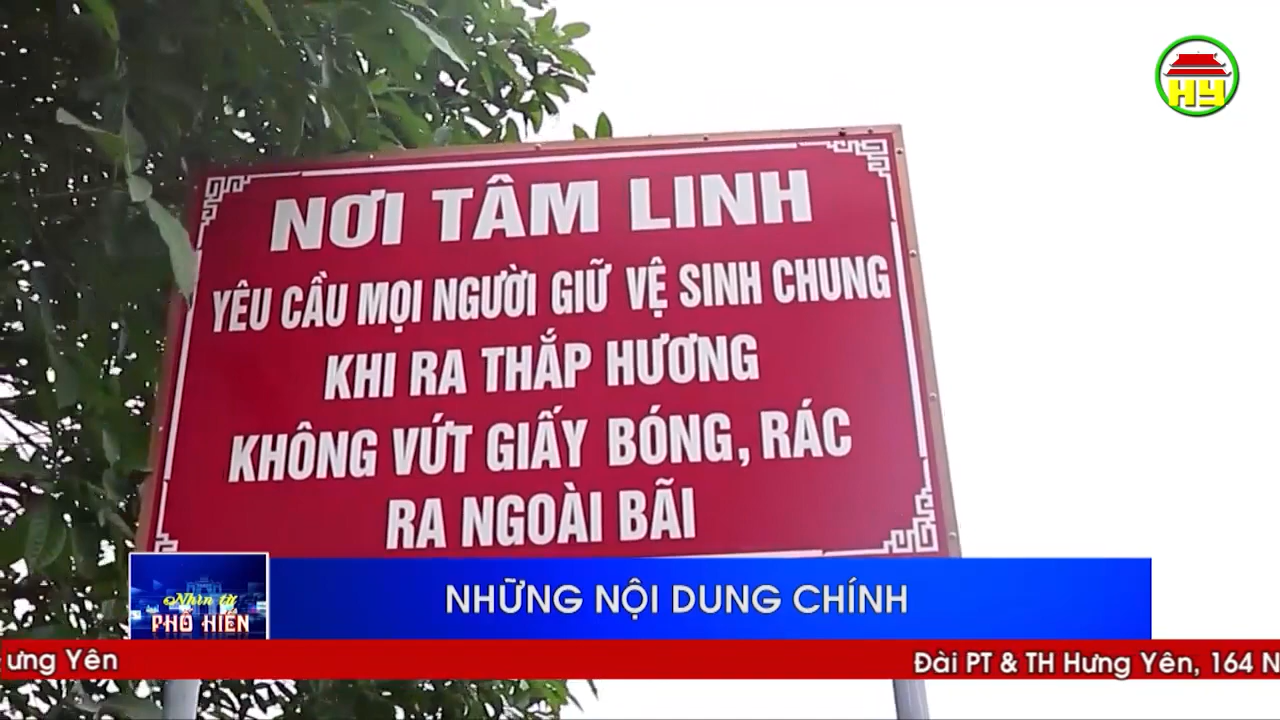 HY
NƠI TÂM LINH
YÊU CẦU MỌI NGƯỜI GIỮ VỆ SINH CHUNG
KHI RA THẮP HƯƠNG
KHÔNG VỨT GIẤY BÓNG, RÁC
RA NGOÀI BÃI
Nhìn từ
PHỐ HIẾN
NHỮNG NỘI DUNG CHÍNH
ưng Yên
Đài PT & TH Hưng Yên, 164 N